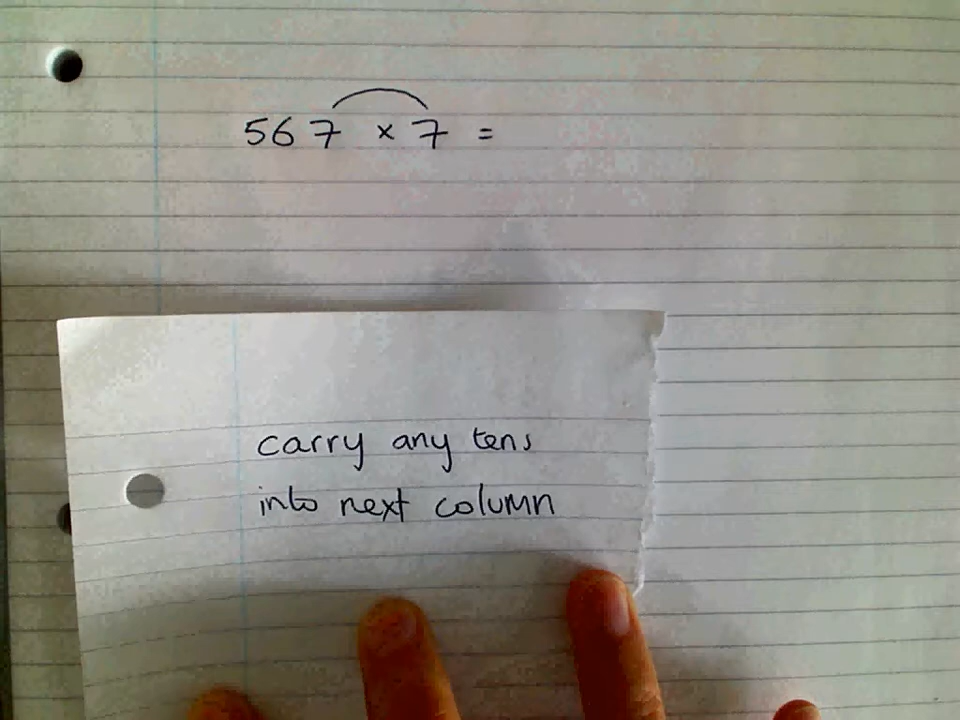 567 × 7 =
carry any tens
into next column